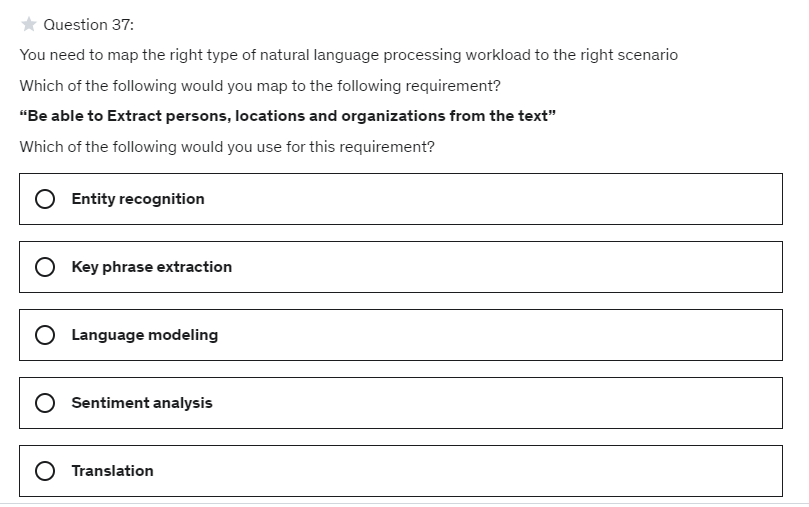 Question 37:
You need to map the right type of natural language processing workload to the right scenario
Which of the following would you map to the following requirement?
“Be able to Extract persons, locations and organizations from the text”
Which of the following would you use for this requirement?
Entity recognition
Key phrase extraction
Language modeling
Sentiment analysis
Translation